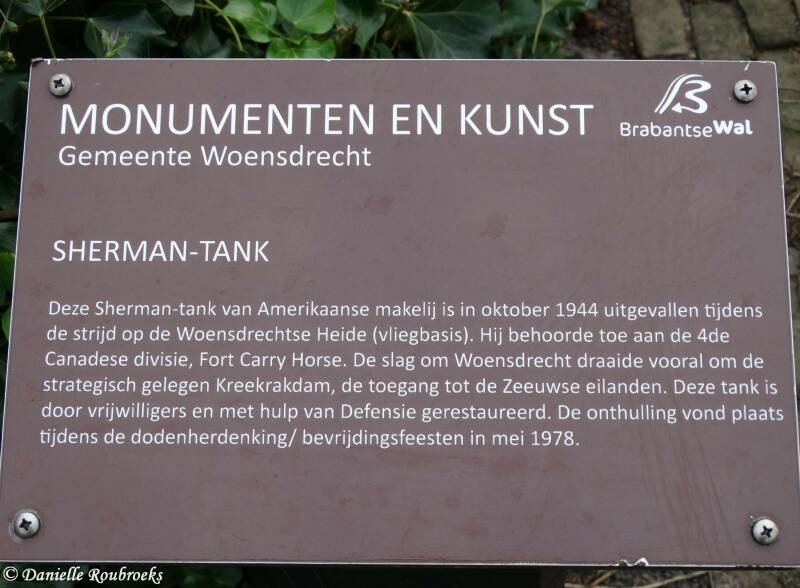 MONUMENTEN EN KUNST
BrabantseWal
Gemeente Woensdrecht
SHERMAN-TANK
Deze Sherman-tank van Amerikaanse makelij is in oktober 1944 uitgevallen tijdens
de strijd op de Woensdrechtse Heide (vliegbasis). Hij behoorde toe aan de 4de
Canadese divisie, Fort Carry Horse. De slag om Woensdrecht draaide vooral om de
strategisch gelegen Kreekrakdam, de toegang tot de Zeeuwse eilanden. Deze tank is
door vrijwilligers en met hulp van Defensie gerestaureerd. De onthulling vond plaats
tijdens de dodenherdenking/ bevrijdingsfeesten in mei 1978.
© Danielle Roubroeks